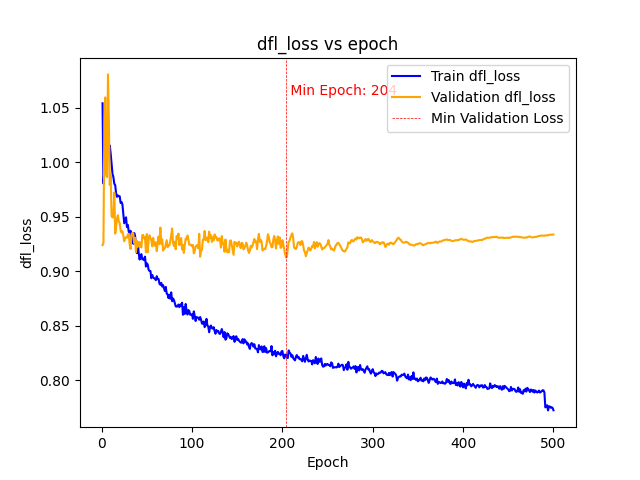 dfl_loss vs epoch
Min Epoch: 204
Train dfl_loss
Validation dfl_loss
Min Validation Loss
dfl_loss
1.05
1.00
0.95
0.90
0.85
0.80
0
100
200
300
400
500
Epoch